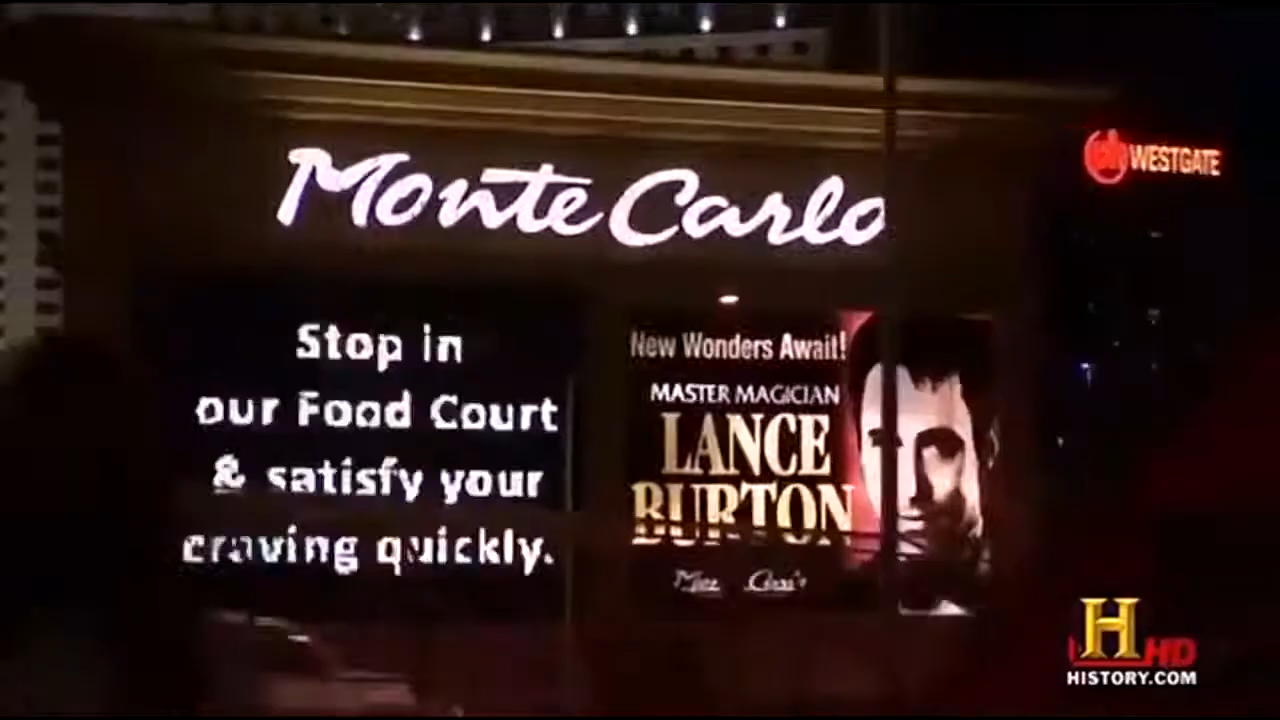 Monte Carlo
WESTGATE
Stop in
our Food Court
& satisfy your
craving quickly.
New Wonders Await!
MASTER MAGICIAN
LANCE
BURTON
H HD
HISTORY.COM